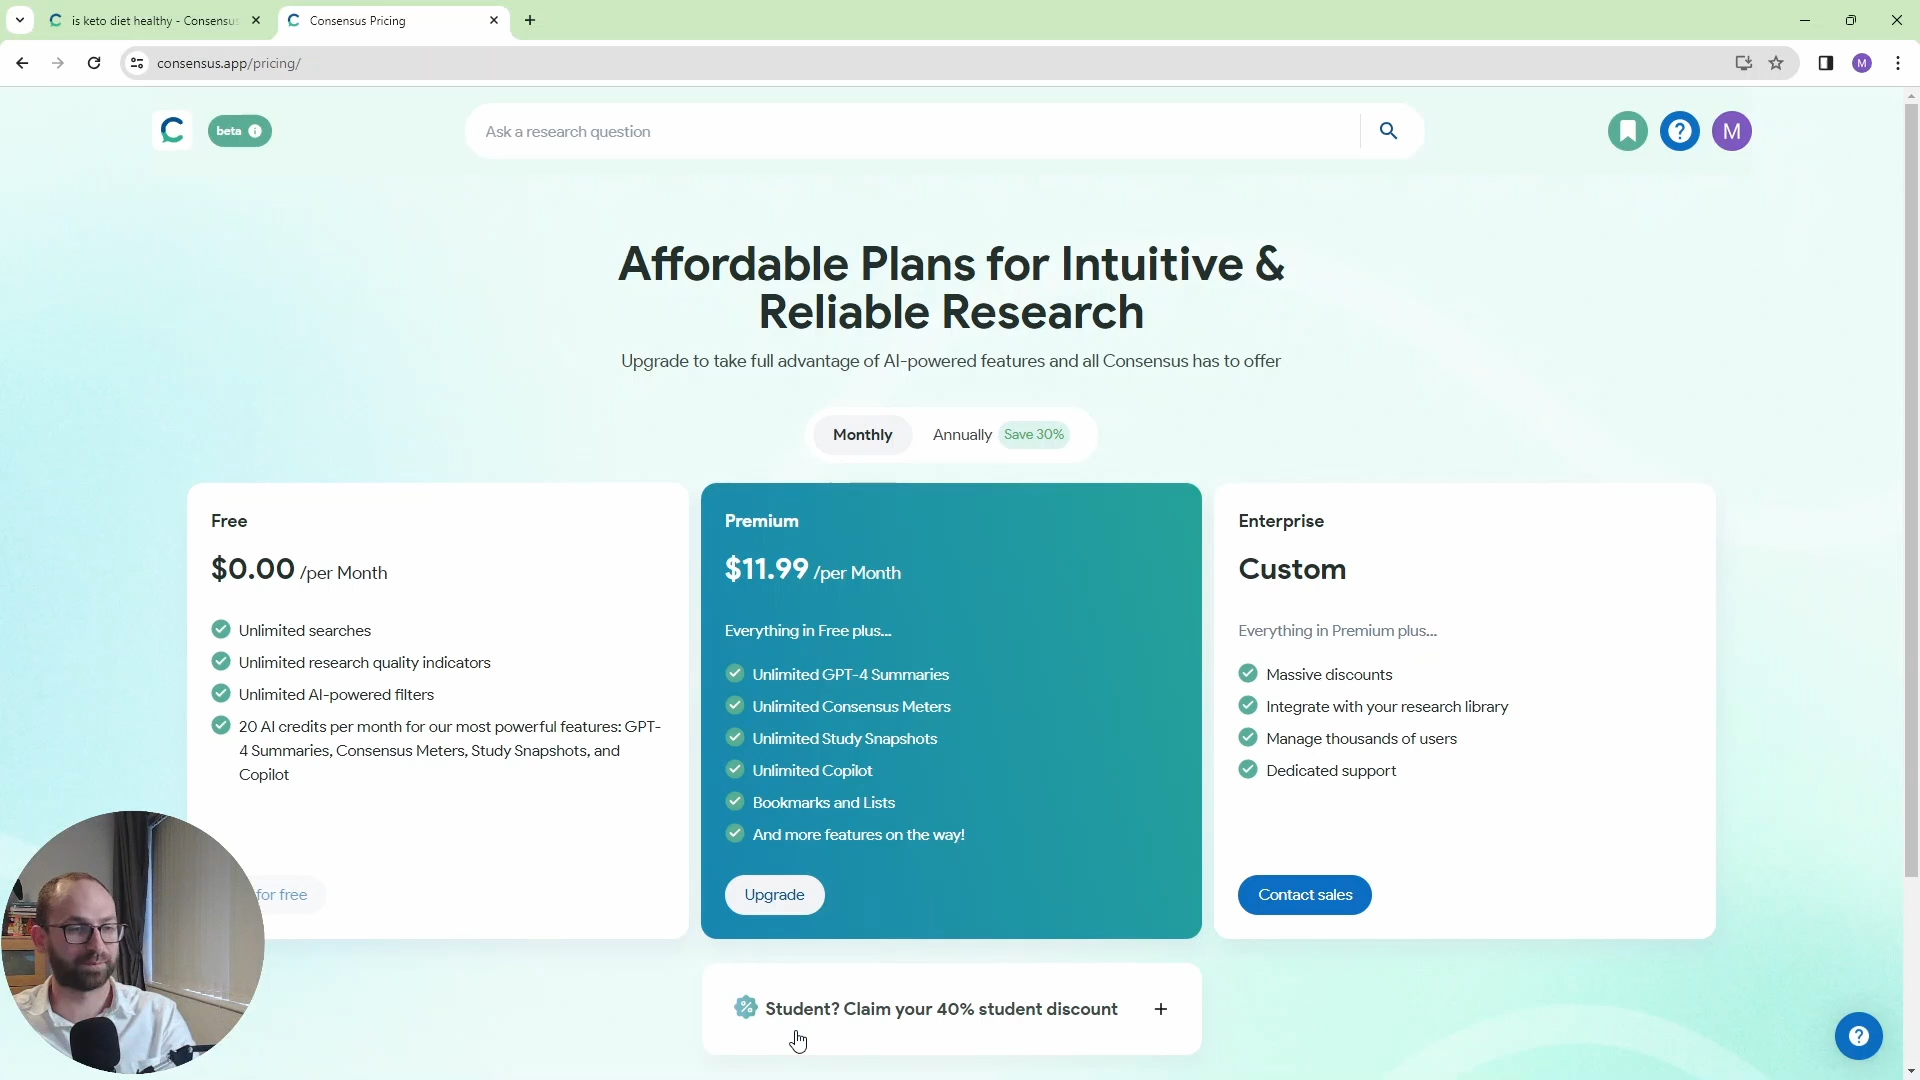 is keto diet healthy - Consensus
Consensus Pricing
consensus.app/pricing/
M
beta
Ask a research question
M
Affordable Plans for Intuitive &
Reliable Research
Upgrade to take full advantage of AI-powered features and all Consensus has to offer
Monthly
Annually
Save 30%
Free
$0.00 /per Month
Unlimited searches
Unlimited research quality indicators
Unlimited AI-powered filters
20 AI credits per month for our most powerful features: GPT-
4 Summaries, Consensus Meters, Study Snapshots, and
Copilot
for free
Premium
$11.99 /per Month
Everything in Free plus...
Unlimited GPT-4 Summaries
Unlimited Consensus Meters
Unlimited Study Snapshots
Unlimited Copilot
Bookmarks and Lists
And more features on the way!
Upgrade
Enterprise
Custom
Everything in Premium plus...
Massive discounts
Integrate with your research library
Manage thousands of users
Dedicated support
Contact sales
Student? Claim your 40% student discount +